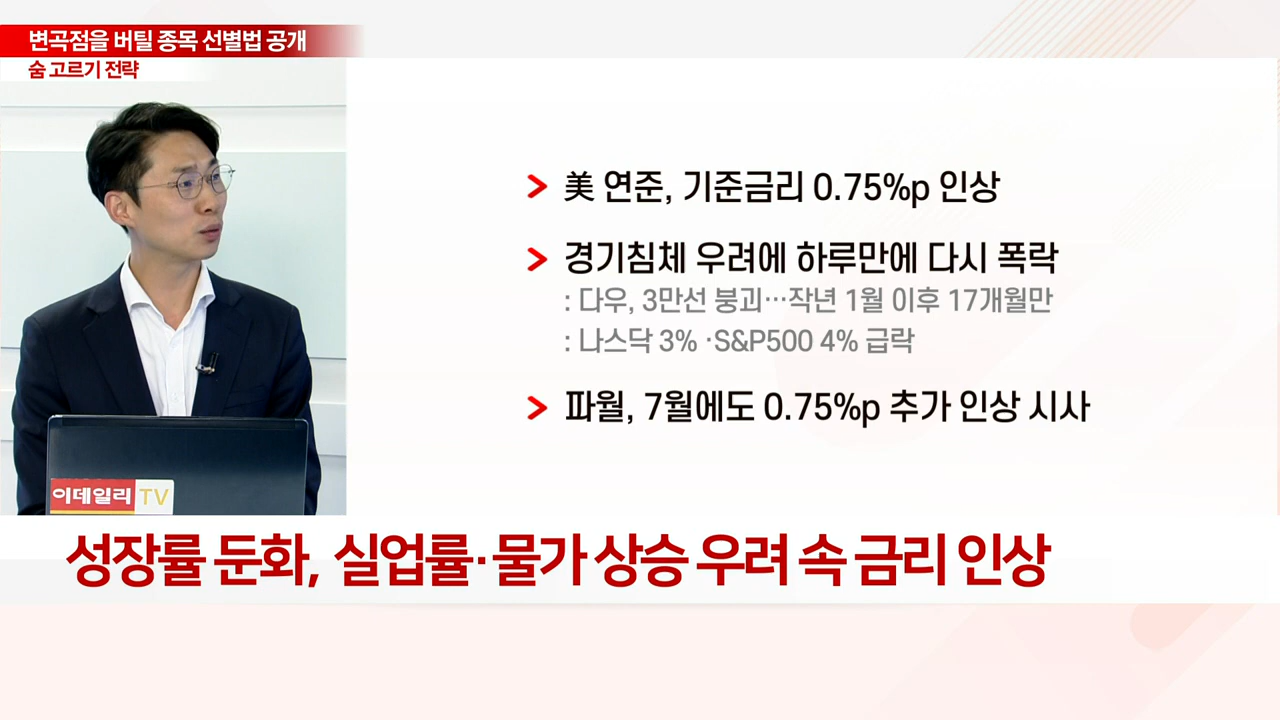 변곡점을 버틸 종목 선별법 공개
숨 고르기 전략
> 美 연준, 기준금리 0.75%p 인상
> 경기침체 우려에 하루만에 다시 폭락
: 다우, 3만선 붕괴…작년 1월 이후 17개월만
: 나스닥 3% ·S&P500 4% 급락
> 파월, 7월에도 0.75%p 추가 인상 시사
이데일리 TV
성장률 둔화, 실업률·물가 상승 우려 속 금리 인상